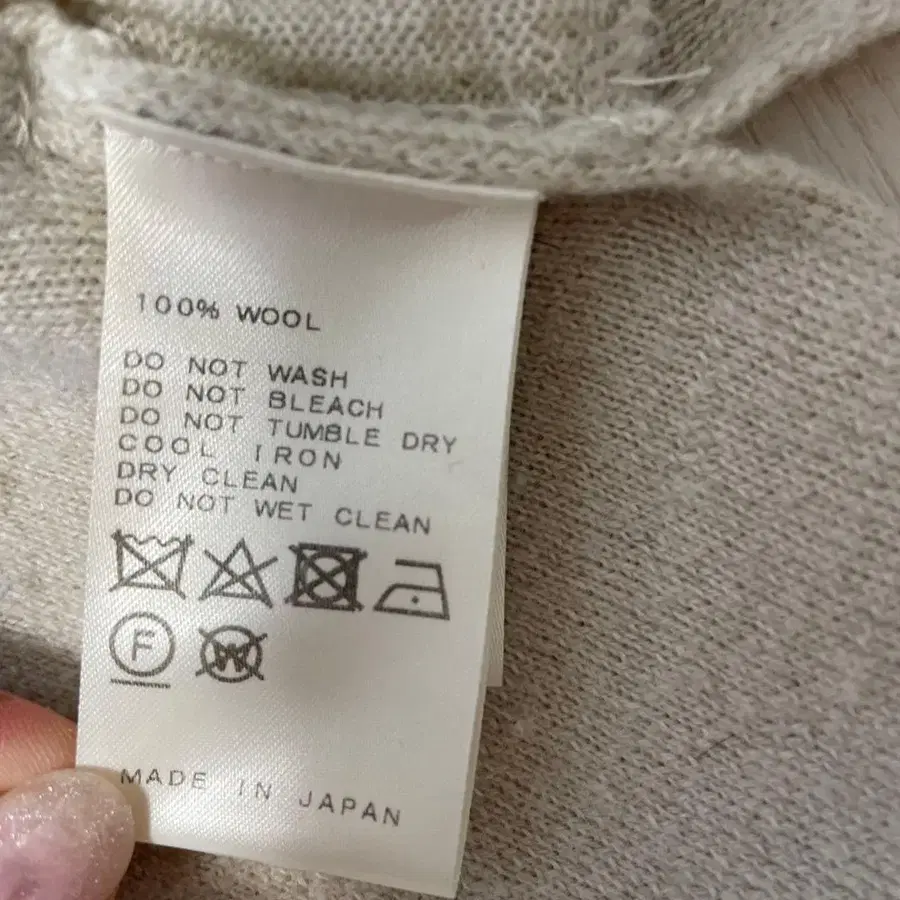 100% WOOL
DO NOT WASH
DO NOT BLEACH
DO NOT TUMBLE DRY
COOL IRON
DRY CLEAN
DO NOT WET CLEAN
F W
MADE IN JAPAN